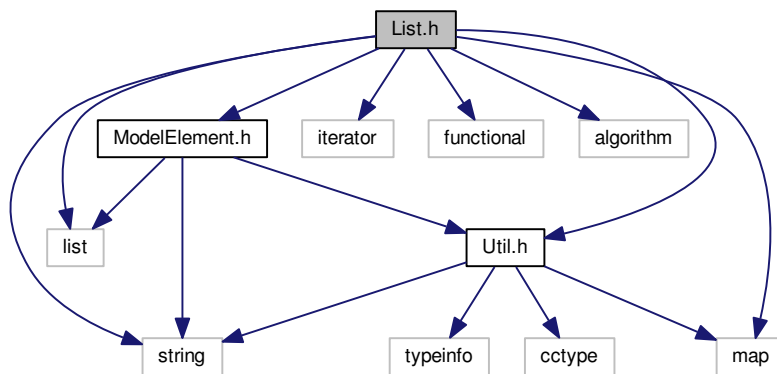 List.h
ModelElement.h
iterator
functional
algorithm
list
Util.h
string
typeinfo
cctype
map